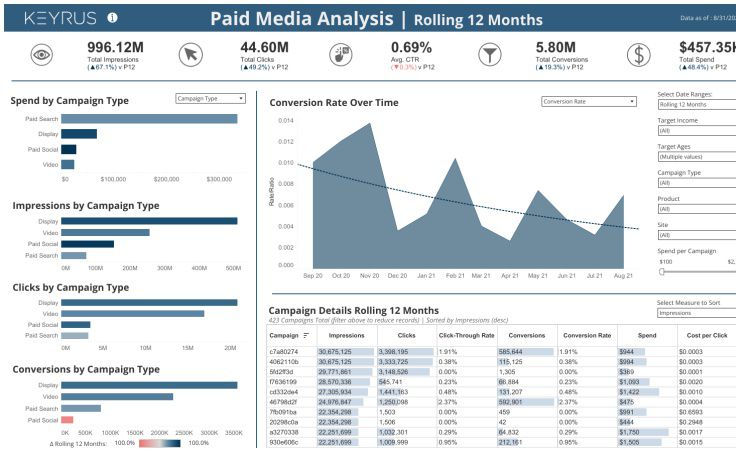 KEYRUS i Paid Media Analysis | Rolling 12 Months Data as of : 8/31/20
996.12M 44.60M 0.69% 5.80M $457.35K
Total Impressions Total Clicks Avg. CTR Total Conversions Total Spend
(▲67.1%) v P12 (▲49.2%) v P12 (▼0.3%) v P12 (▲19.3%) v P12 (▲48.4%) v P12
Spend by Campaign Type
Campaign Type
Paid Search
Display
Paid Social
Video
$0 $100,000 $200,000 $300,000
Impressions by Campaign Type
Display
Video
Paid Social
Paid Search
0M 100M 200M 300M 400M 500M
Clicks by Campaign Type
Display
Video
Paid Social
Paid Search
0M 5M 10M 15M 20M
Conversions by Campaign Type
Display
Video
Paid Search
Paid Social
0K 500K 1000K 1500K 2000K 2500K 3000K 3500K
Δ Rolling 12 Months: 100.0% 100.0%
Conversion Rate Over Time
Conversion Rate
Rate/Ratio
0.014
0.012
0.010
0.008
0.006
0.004
0.002
0.000
Sep 20 Oct 20 Nov 20 Dec 20 Jan 21 Feb 21 Mar 21 Apr 21 May 21 Jun 21 Jul 21 Aug 21
Select Date Ranges:
Rolling 12 Months
Target Income
(All)
Target Ages
(Multiple values)
Campaign Type
(All)
Product
(All)
Site
(All)
Spend per Campaign
$100 $2,
Select Measure to Sort
Impressions
Campaign Details Rolling 12 Months
423 Campaigns Total (filter above to reduce records) | Sorted by Impressions (desc)
Campaign Impressions Clicks Click-Through Rate Conversions Conversion Rate Spend Cost per Click
c7a80274 30,675,125 3,398,195 1.91% 585,644 1.91% $944 $0.0003
4062110b 30,675,125 3,333,725 0.38% 115,125 0.38% $994 $0.0003
5fd2ff3d 29,771,861 3,148,526 0.00% 1,305 0.00% $369 $0.0001
f7636199 28,570,336 545,741 0.23% 66,884 0.23% $1,093 $0.0020
cd332de4 27,305,934 1,441,163 0.48% 131,207 0.48% $1,422 $0.0010
46798d2f 24,976,847 1,250,098 2.37% 592,901 2.37% $475 $0.0004
7fb091ba 22,354,298 1,503 0.00% 459 0.00% $991 $0.6593
20298c0a 22,354,298 1,506 0.00% 42 0.00% $444 $0.2948
a3270338 22,251,699 1,032,301 0.29% 64,832 0.29% $1,750 $0.0017
930e606c 22,251,699 1,009,999 0.95% 212,161 0.95% $1,505 $0.0015